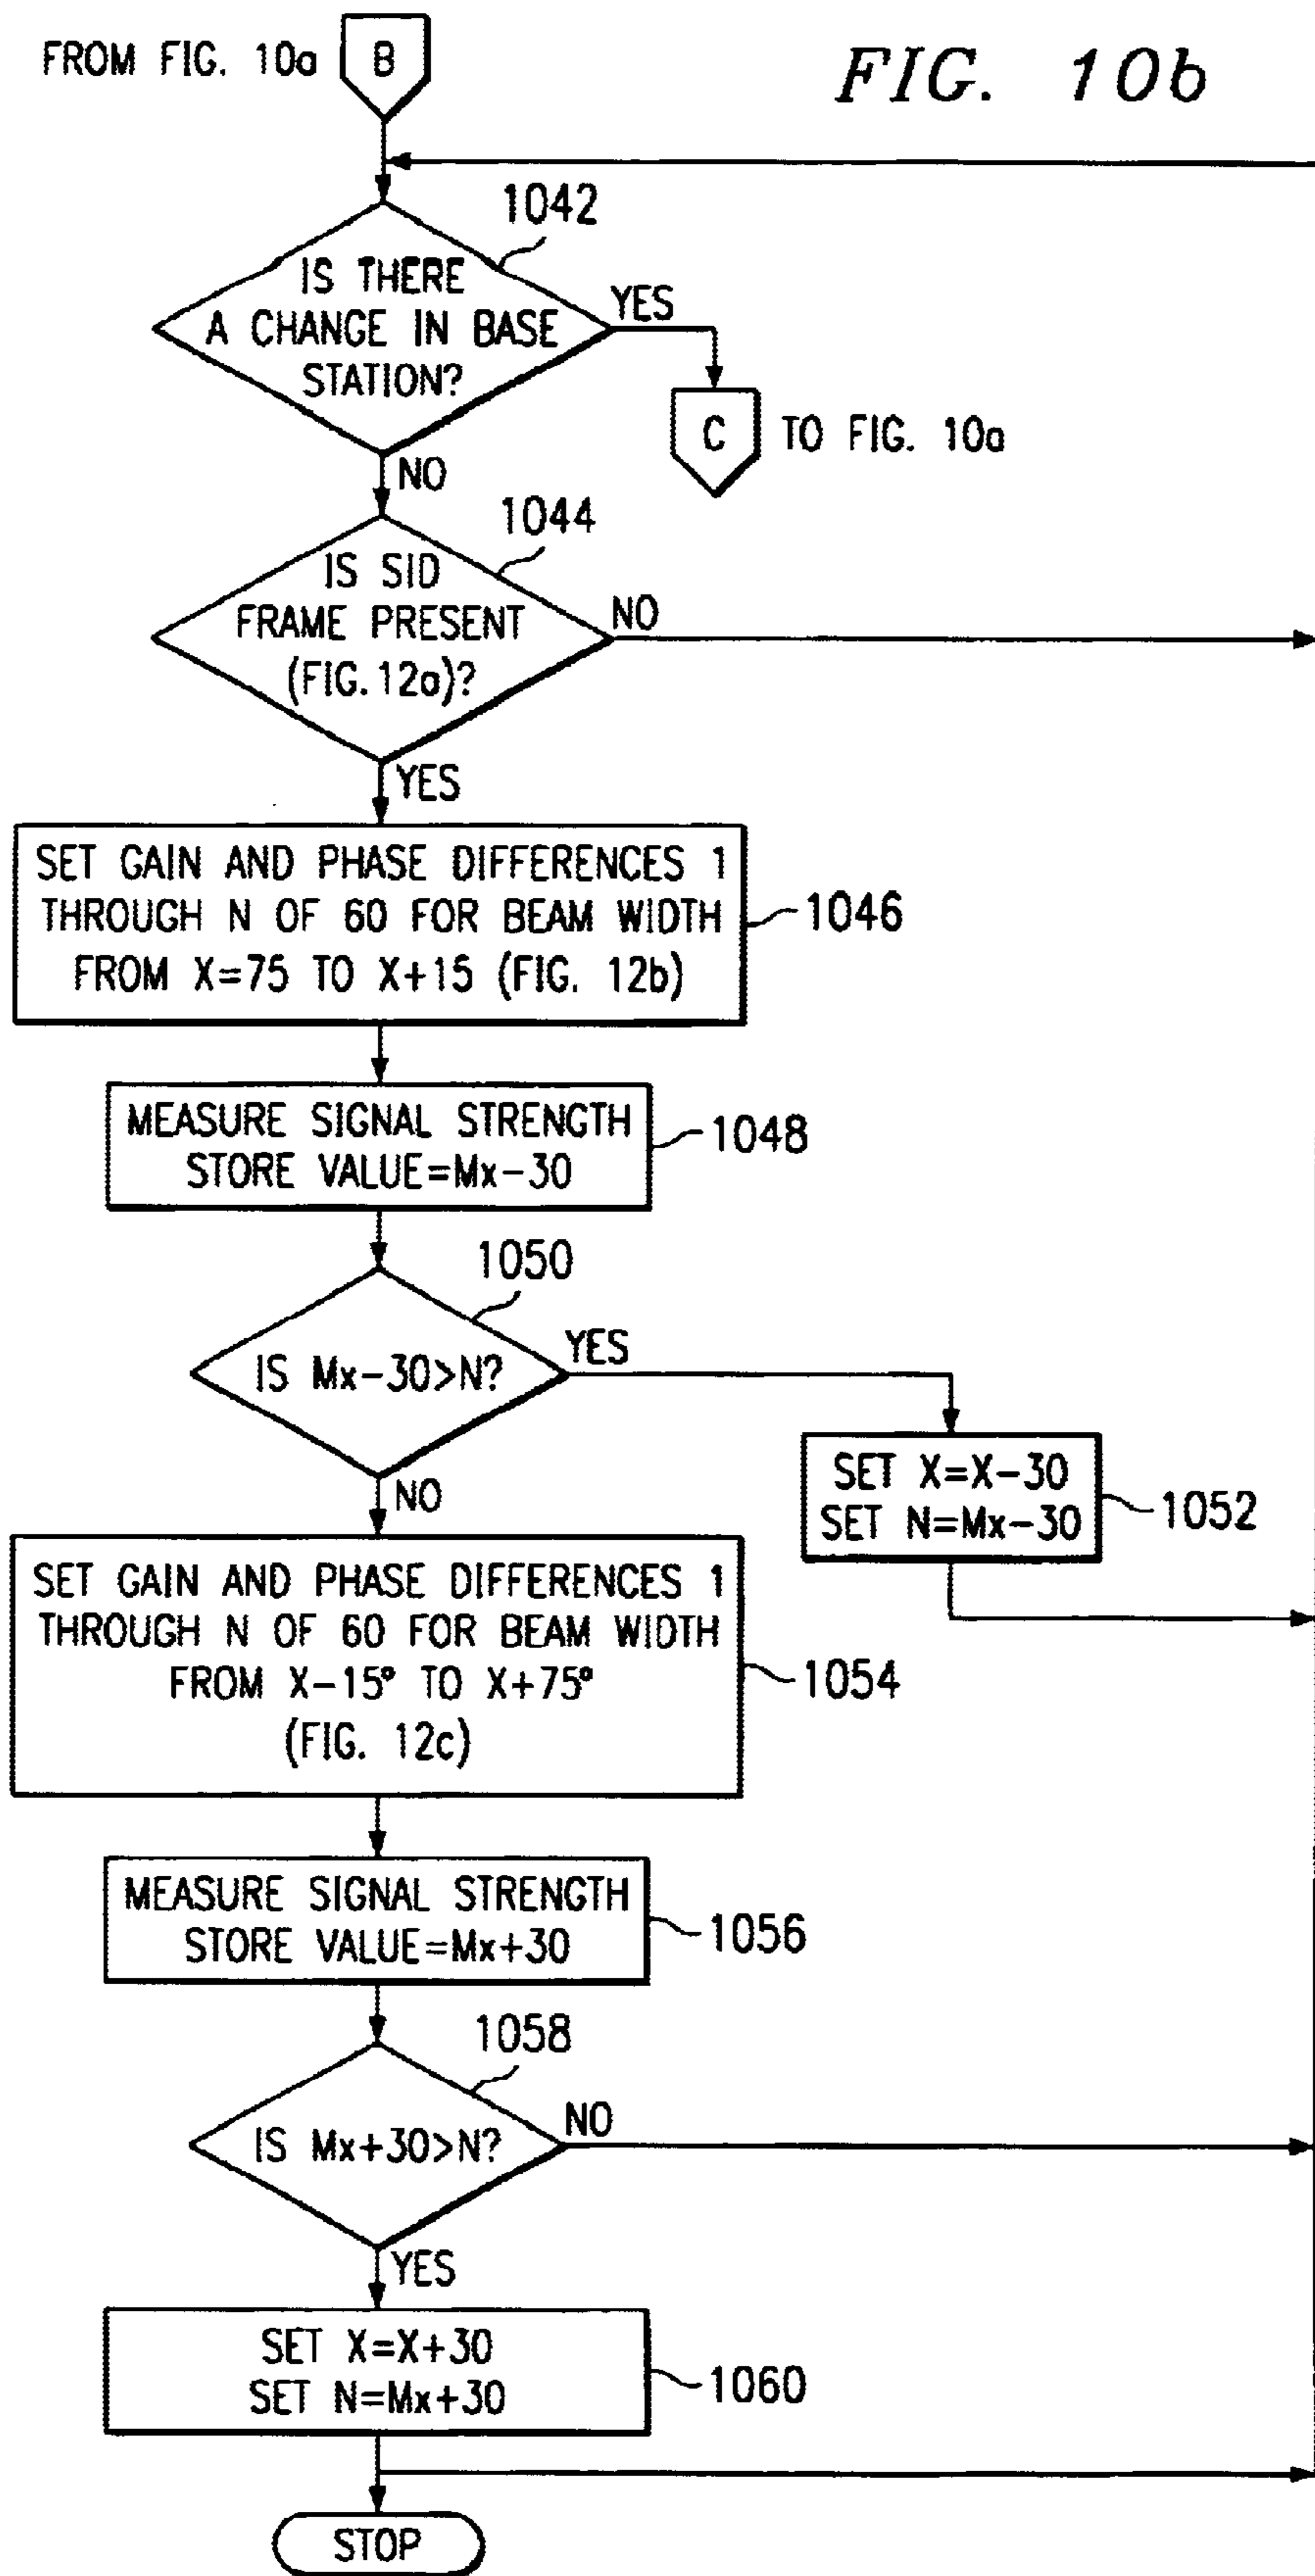 FROM FIG. 10a
B
FIG. 10b
1042
IS THERE
A CHANGE IN BASE
STATION?
YES
C
TO FIG. 10a
NO
1044
IS SID
FRAME PRESENT
(FIG. 12a)?
NO
YES
SET GAIN AND PHASE DIFFERENCES 1
THROUGH N OF 60 FOR BEAM WIDTH
FROM X=75 TO X+15 (FIG. 12b)
1046
MEASURE SIGNAL STRENGTH
STORE VALUE=Mx-30
1048
1050
IS Mx-30>N?
YES
SET X=X-30
SET N=Mx-30
1052
NO
SET GAIN AND PHASE DIFFERENCES 1
THROUGH N OF 60 FOR BEAM WIDTH
FROM X-15° TO X+75°
(FIG. 12c)
1054
MEASURE SIGNAL STRENGTH
STORE VALUE=Mx+30
1056
1058
IS Mx+30>N?
NO
YES
SET X=X+30
SET N=Mx+30
1060
STOP